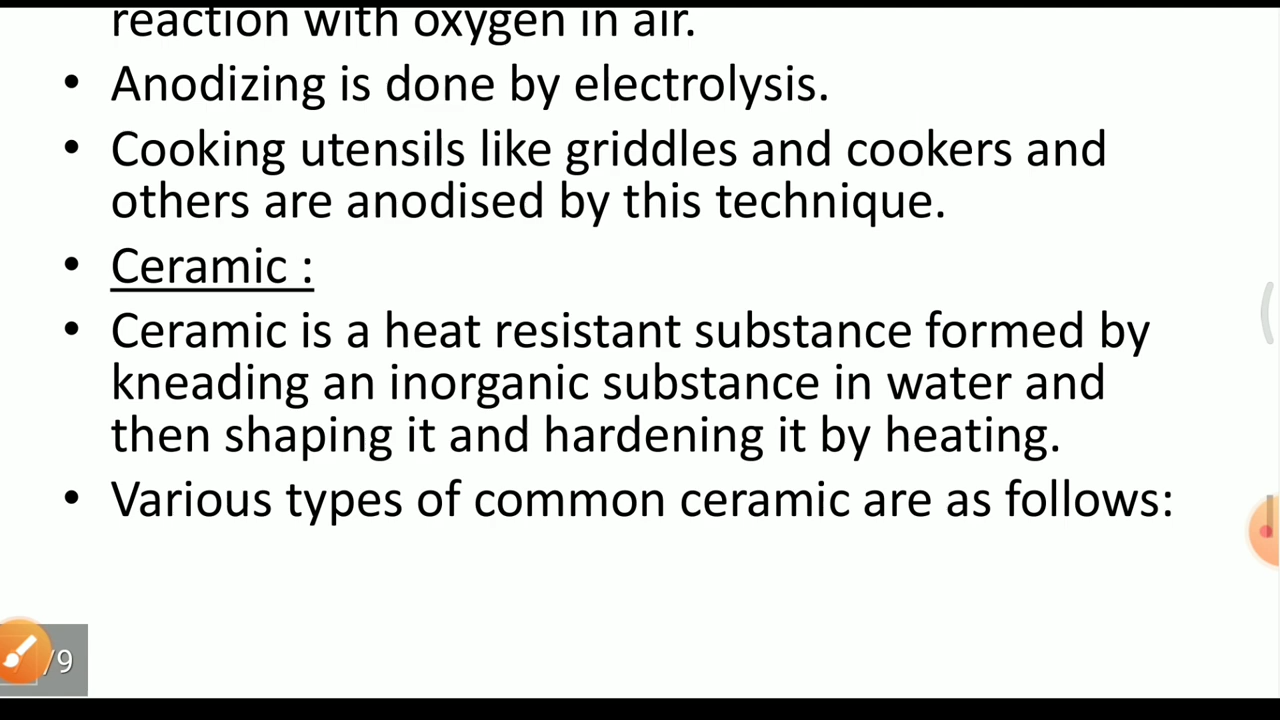 reaction with oxygen in air.
• Anodizing is done by electrolysis.
• Cooking utensils like griddles and cookers and
others are anodised by this technique.
• Ceramic :
• Ceramic is a heat resistant substance formed by
kneading an inorganic substance in water and
then shaping it and hardening it by heating.
• Various types of common ceramic are as follows:
/9